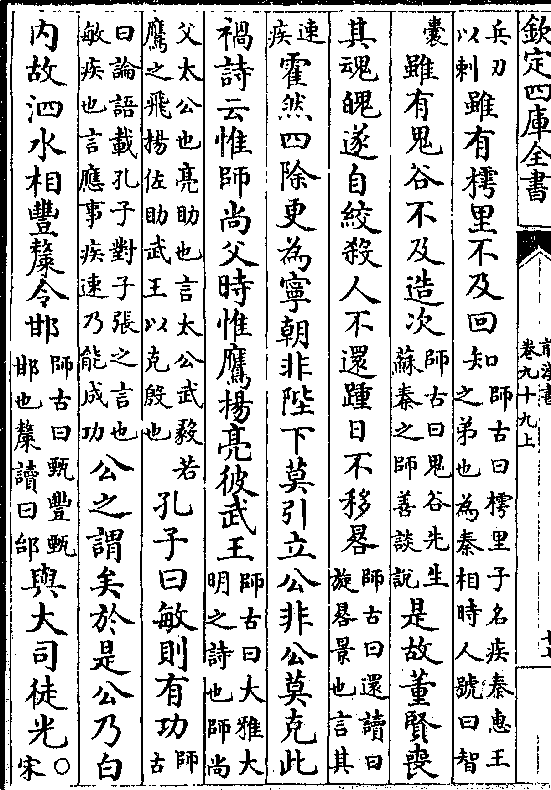 欽定四庫全書
卷九十九上
兵刃以刺雖有樗里不及回知師古曰樗里子名疾秦惠王之弟也為秦相時人號曰智
囊雖有鬼谷不及造次師古曰鬼谷先生蘇秦之師善談說是故董賢喪
其魂魄遂自絞殺人不還踵日不移晷師古曰還讀曰旋晷景也言其
速疾霍然四除更為寧朝非陛下莫引立公非公莫克此
禍詩云惟師尚父時惟鷹揚亮彼武王師古曰大雅大明之詩也師尚
父太公也亮助也言太公武毅若鷹之飛揚佐助武王以克殷也孔子曰敏則有功師古
曰論語載孔子對子張之言也敏疾也言應事疾速乃能成功公之謂矣於是公乃白
内故泗水相豐斄令邯師古曰甄豐甄邯也斄讀曰邰與大司徒光○宋